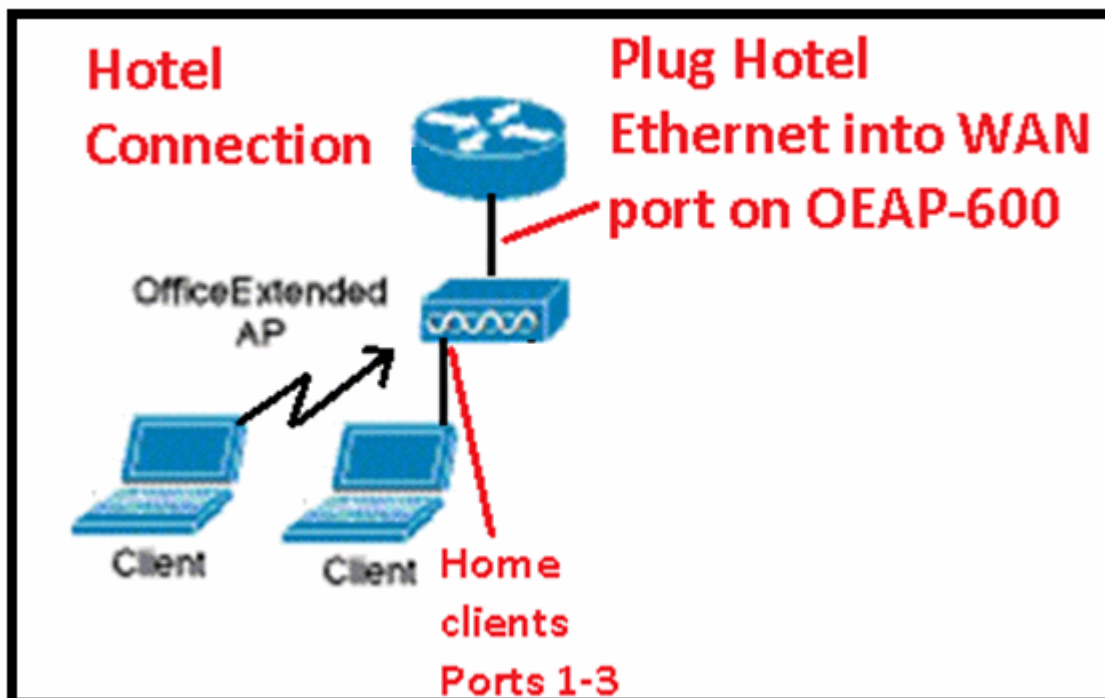 Hotel
Connection
Plug Hotel
Ethernet into WAN
port on OEAP-600
OfficeExtended
AP
Client
Client
Home
clients
Ports 1-3